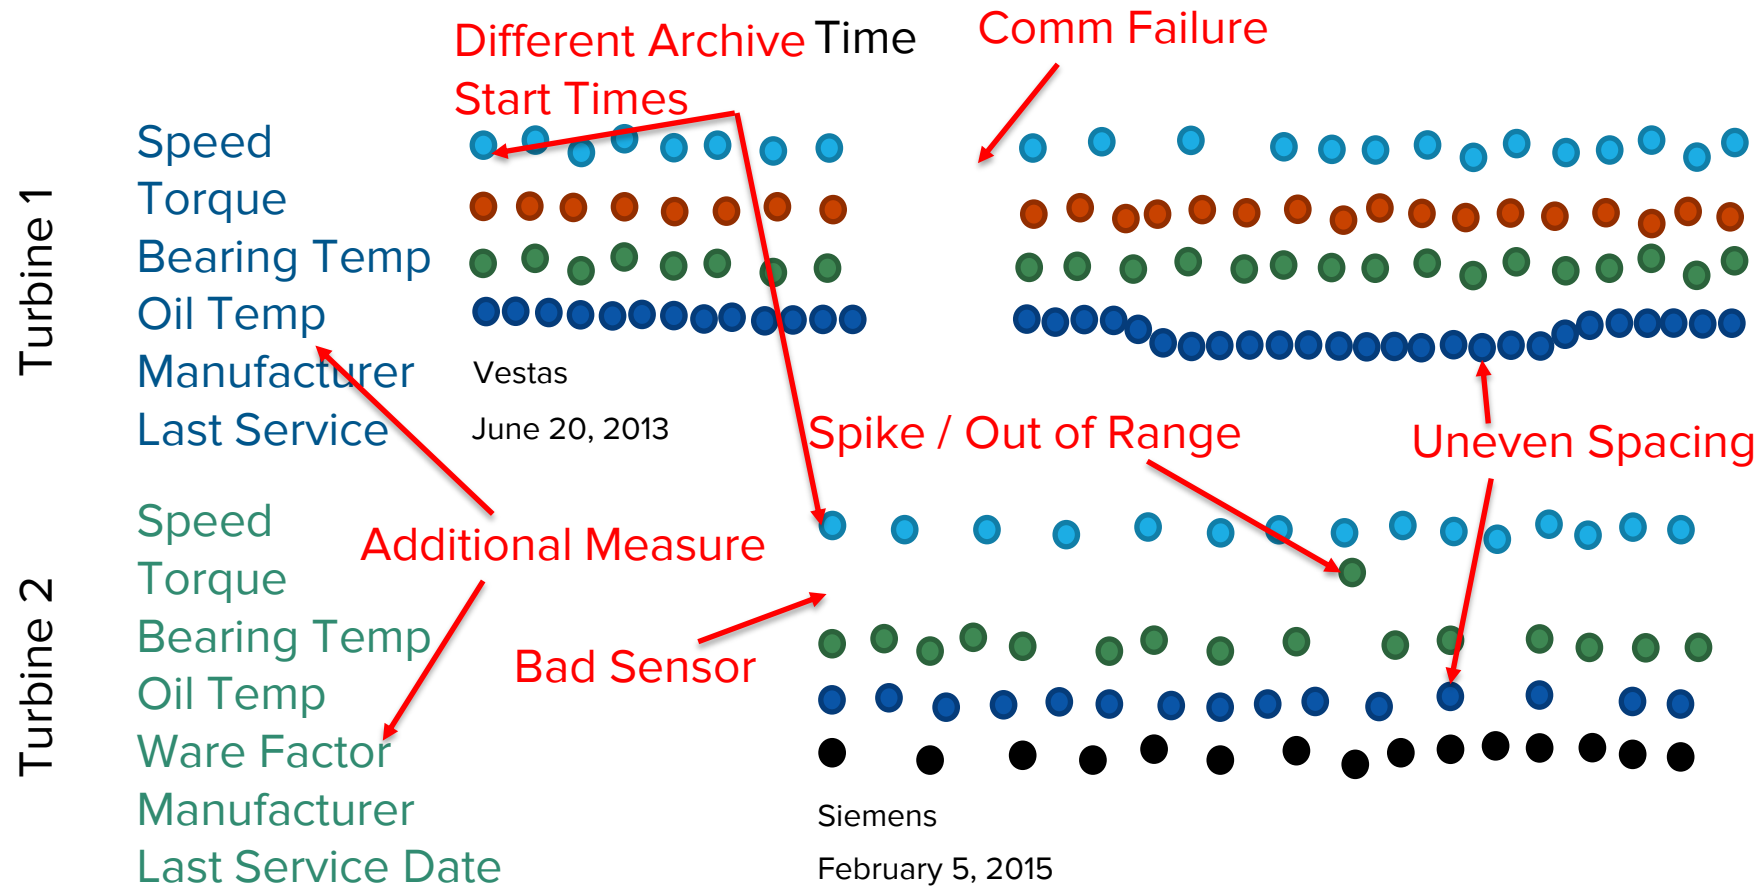 Different Archive
Start Times
Time
Comm Failure
Turbine 1
Speed
Torque
Bearing Temp
Oil Temp
Manufacturer
Vestas
Last Service
June 20, 2013
Spike / Out of Range
Uneven Spacing
Turbine 2
Speed
Additional Measure
Torque
Bearing Temp
Bad Sensor
Oil Temp
Ware Factor
Manufacturer
Siemens
Last Service Date
February 5, 2015